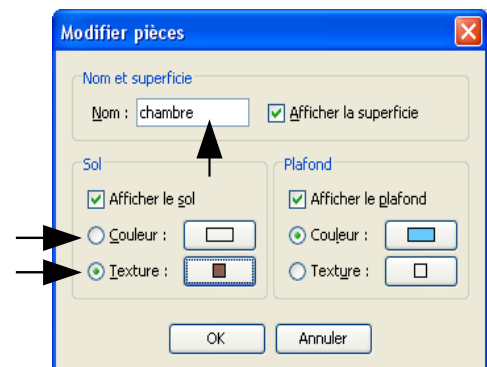 Modifier pièces
Nom et superficie
Nom : chambre Afficher la superficie
Sol Plafond
Afficher le sol Afficher le plafond
Couleur : Couleur :
Texture : Texture :
OK Annuler